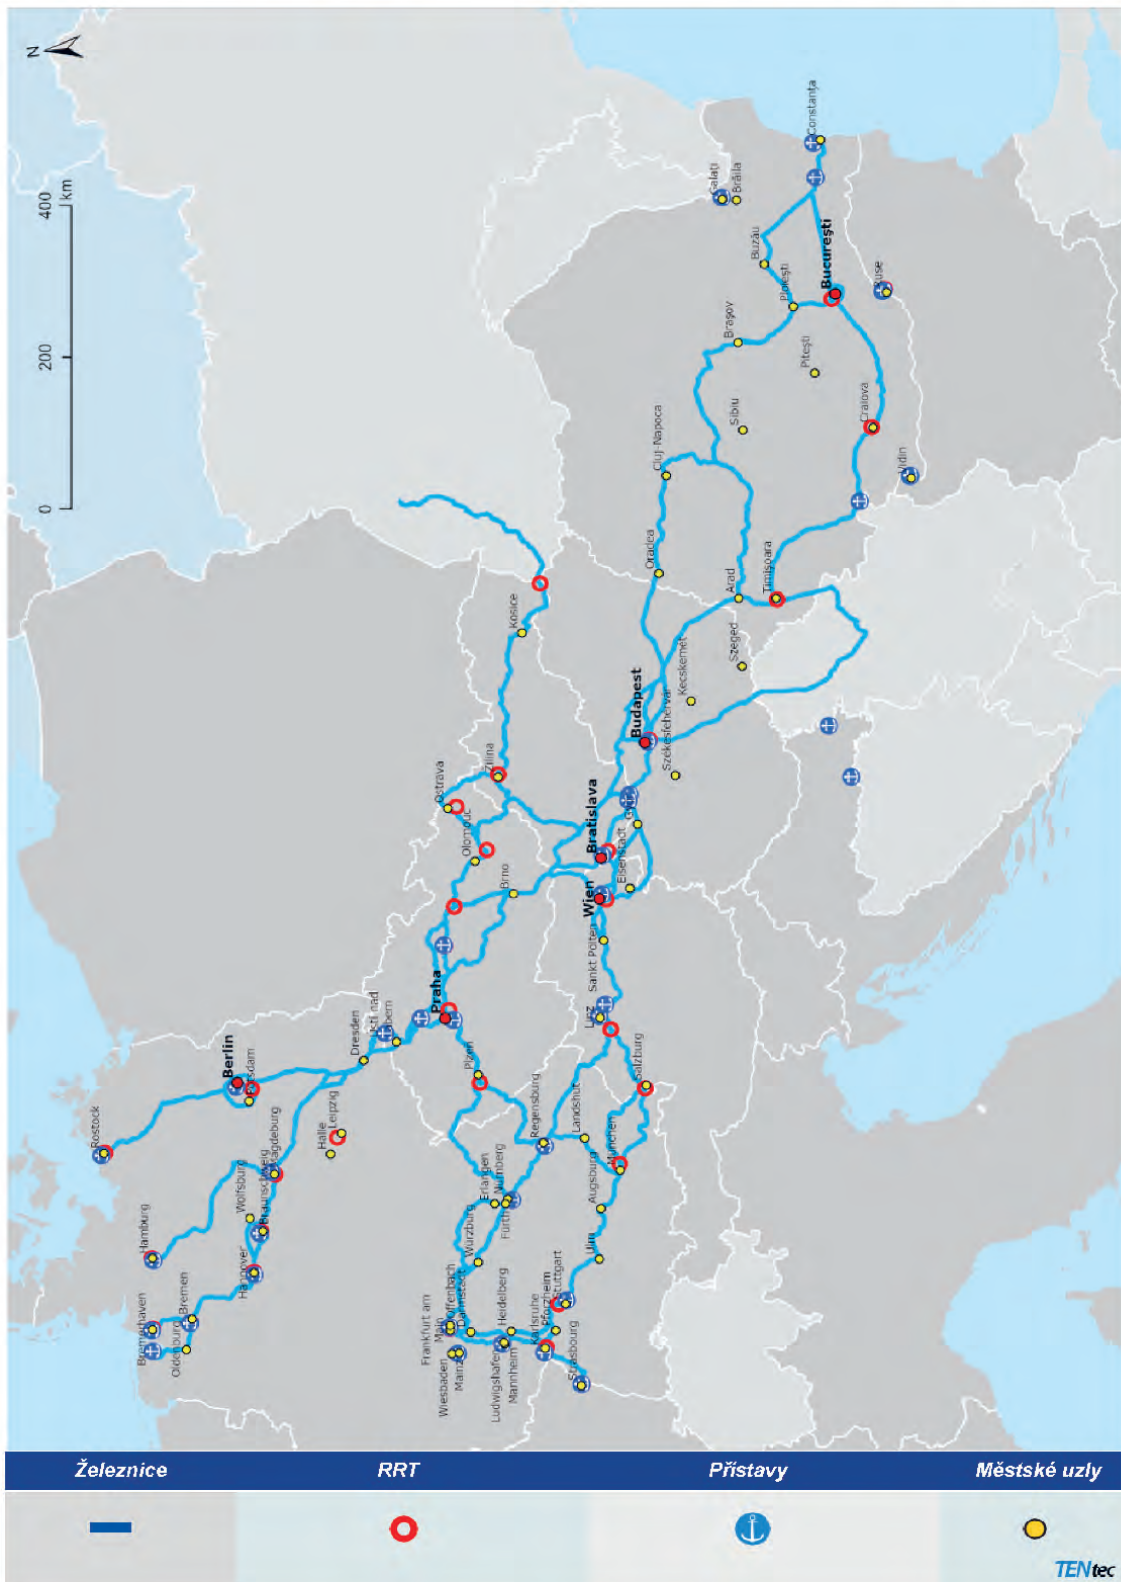 N
0
200
400
km
Rostock
Berlin
Hamburg
Bremerhaven
Bremen
Oldenburg
Hannover
Wolfsburg
Braunschweig
Magdeburg
Halle
Leipzig
Dresden
Ústí nad
Praha
Plzeň
Ostrava
Olomouc
Brno
Žilina
Kosice
Frankfurt am
Main
Offenbach
Darmstadt
Wiesbaden
Mainz
Ludwigshafen
Mannheim
Heidelberg
Karlsruhe
Pforzheim
Stuttgart
Strasbourg
Würzburg
Erlangen
Nürnberg
Fürth
Regensburg
Landshut
München
Augsburg
Ulm
Salzburg
Linz
Sankt Pölten
Wien
Eisenstadt
Bratislava
Budapest
Székesfehérvár
Kecskemét
Szeged
Oradea
Cluj-Napoca
Arad
Timișoara
Sibiu
Brașov
Pitești
Ploiești
Buzău
București
Craiova
Vidin
Ruse
Galați
Brăila
Constanța
Železnice
RRT
Přístavy
Městské uzly
TENtec